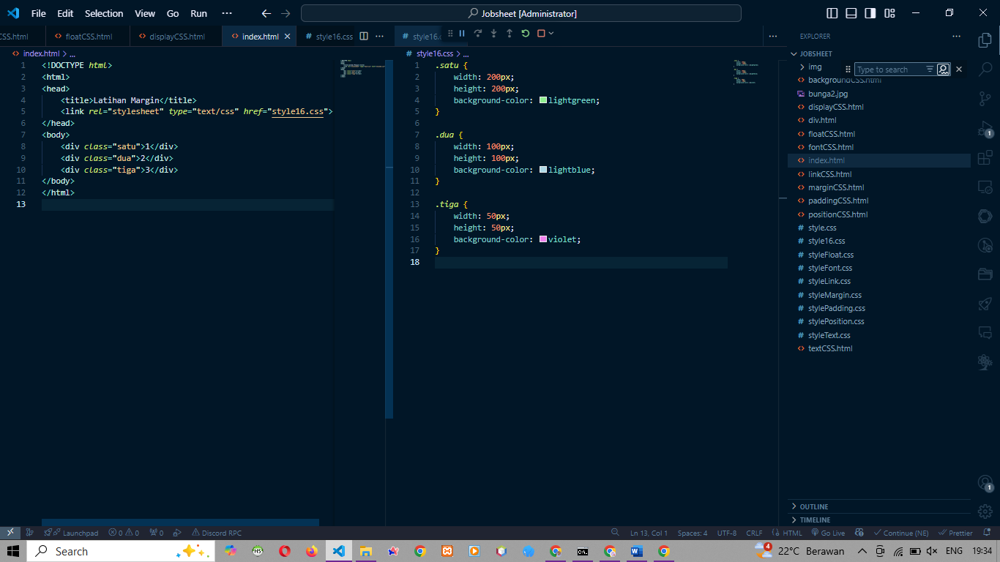 File Edit Selection View Go Run ··· Jobsheet [Administrator]
CSS.html floatCSS.html displayCSS.html index.html style16.css style16.c
index.html > ...
1 <!DOCTYPE html>
2 <html>
3 <head>
4 <title>Latihan Margin</title>
5 <link rel="stylesheet" type="text/css" href="style16.css">
6 </head>
7 <body>
8 <div class="satu">1</div>
9 <div class="dua">2</div>
10 <div class="tiga">3</div>
11 </body>
12 </html>
13
style16.css > ...
1 .satu {
2 width: 200px;
3 height: 200px;
4 background-color: lightgreen;
5 }
6
7 .dua {
8 width: 100px;
9 height: 100px;
10 background-color: lightblue;
11 }
12
13 .tiga {
14 width: 50px;
15 height: 50px;
16 background-color: violet;
17 }
18
EXPLORER
JOBSHEET
Type to search
img
backgroundCSS.html
bunga2.jpg
displayCSS.html
div.html
floatCSS.html
fontCSS.html
index.html
linkCSS.html
marginCSS.html
paddingCSS.html
positionCSS.html
style.css
style16.css
styleFloat.css
styleFont.css
styleLink.css
styleMargin.css
stylePadding.css
stylePosition.css
styleText.css
textCSS.html
1
1
OUTLINE
TIMELINE
Launchpad 0 0 0 Discord RPC Ln 13, Col 1 Spaces: 4 UTF-8 CRLF HTML Go Live Continue (NE) Prettier
Search 4 22°C Berawan ENG 19:34